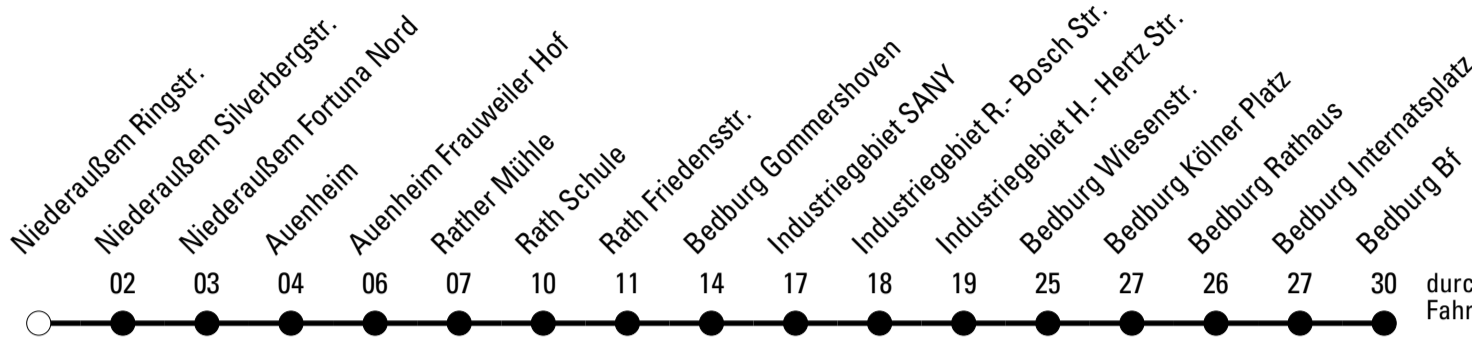 Niederaußem Ringstr.
Niederaußem Silverbergstr.
Niederaußem Fortuna Nord
Auenheim
Auenheim Frauweiler Hof
Rather Mühle
Rath Schule
Rath Friedensstr.
Bedburg Gommershoven
Industriegebiet SANY
Industriegebiet R.- Bosch Str.
Industriegebiet H.- Hertz Str.
Bedburg Wiesenstr.
Bedburg Kölner Platz
Bedburg Rathaus
Bedburg Internatsplatz
Bedburg Bf
02 03 04 06 07 10 11 14 17 18 19 25 27 26 27 30
durc
Fahr